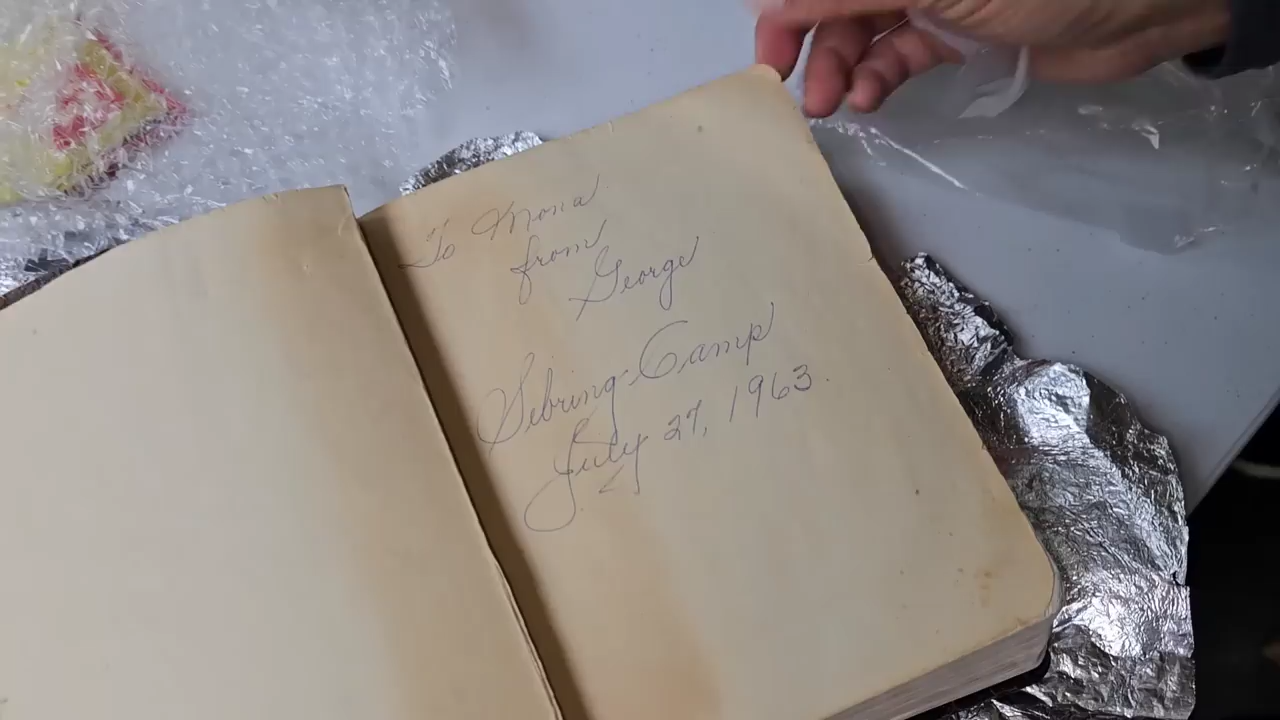 To Mona
from
George
Sebring Camp
July 27, 1963.